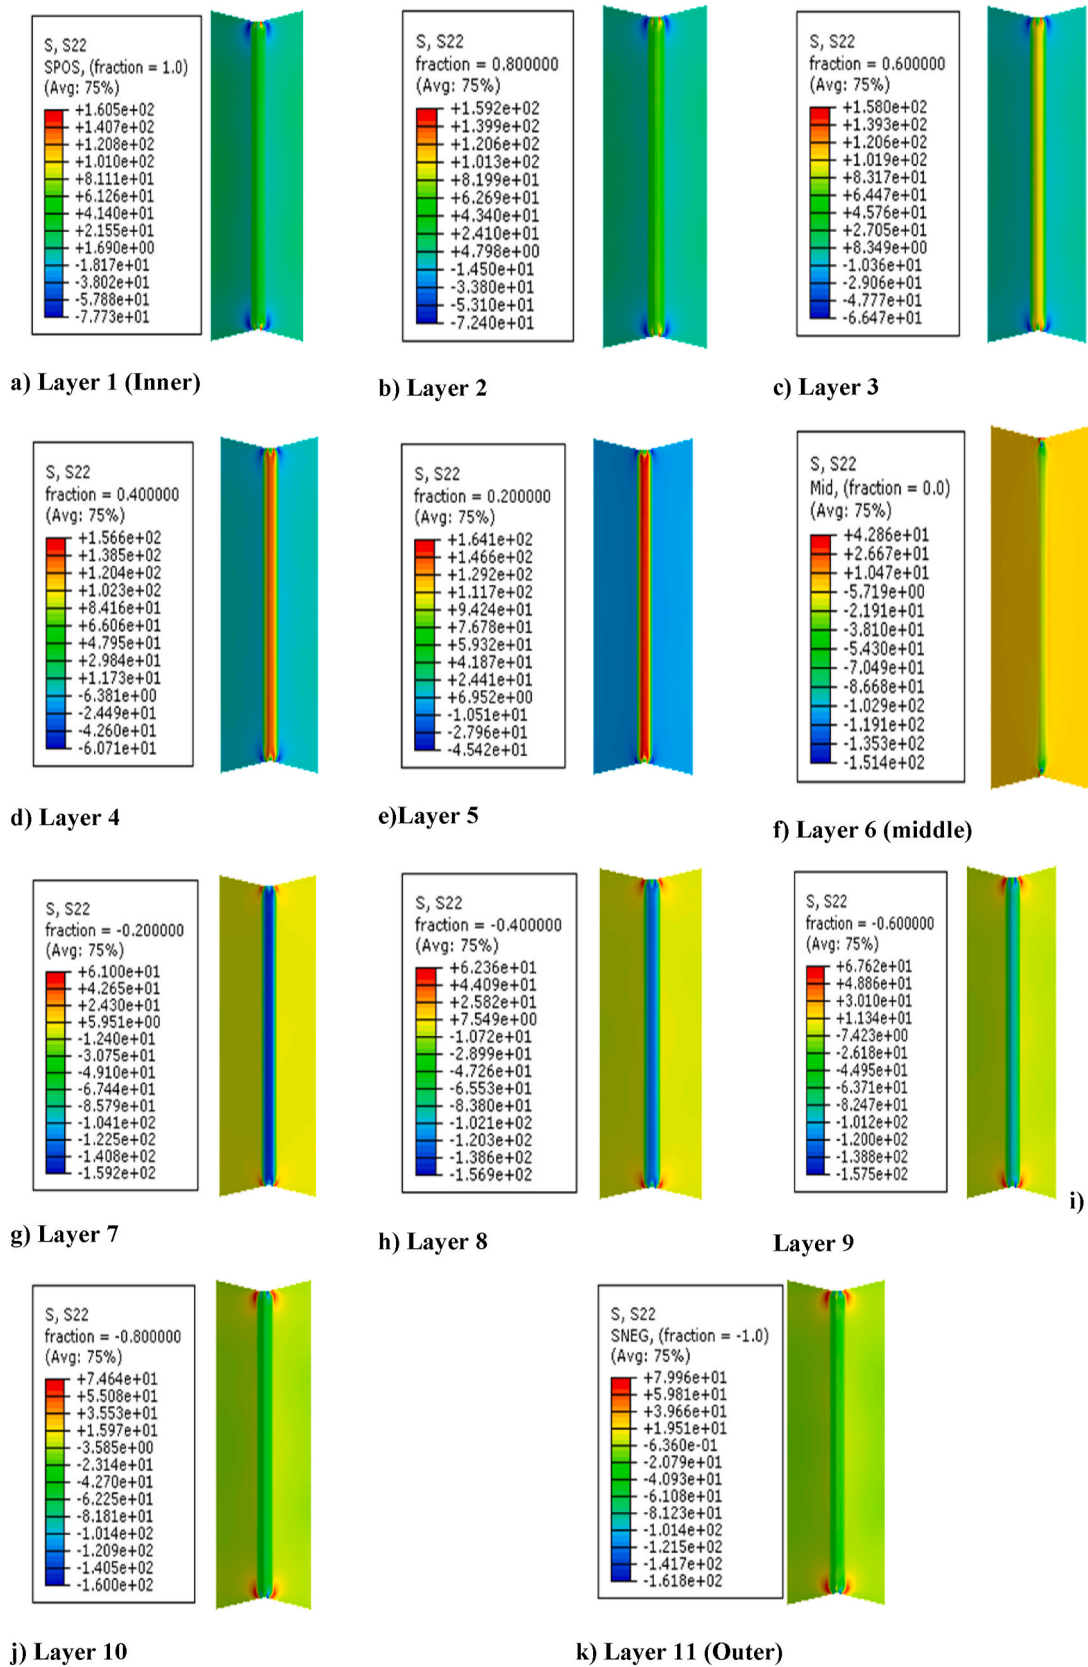 S, S22
SPOS, (fraction = 1.0)
(Avg: 75%)
+1.605e+02
+1.407e+02
+1.208e+02
+1.010e+02
+8.111e+01
+6.126e+01
+4.140e+01
+2.155e+01
+1.690e+00
-1.817e+01
-3.802e+01
-5.788e+01
-7.773e+01
a) Layer 1 (Inner)
S, S22
fraction = 0.800000
(Avg: 75%)
+1.592e+02
+1.399e+02
+1.206e+02
+1.013e+02
+8.199e+01
+6.269e+01
+4.340e+01
+2.410e+01
+4.798e+00
-1.450e+01
-3.380e+01
-5.310e+01
-7.240e+01
b) Layer 2
S, S22
fraction = 0.600000
(Avg: 75%)
+1.580e+02
+1.393e+02
+1.206e+02
+1.019e+02
+8.317e+01
+6.447e+01
+4.576e+01
+2.705e+01
+8.349e+00
-1.036e+01
-2.906e+01
-4.777e+01
-6.647e+01
c) Layer 3
S, S22
fraction = 0.400000
(Avg: 75%)
+1.566e+02
+1.385e+02
+1.204e+02
+1.023e+02
+8.416e+01
+6.606e+01
+4.795e+01
+2.984e+01
+1.173e+01
-6.381e+00
-2.449e+01
-4.260e+01
-6.071e+01
d) Layer 4
S, S22
fraction = 0.200000
(Avg: 75%)
+1.641e+02
+1.466e+02
+1.292e+02
+1.117e+02
+9.424e+01
+7.678e+01
+5.932e+01
+4.187e+01
+2.441e+01
+6.952e+00
-1.051e+01
-2.796e+01
-4.542e+01
e)Layer 5
S, S22
Mid, (fraction = 0.0)
(Avg: 75%)
+4.286e+01
+2.667e+01
+1.047e+01
-5.719e+00
-2.191e+01
-3.810e+01
-5.430e+01
-7.049e+01
-8.668e+01
-1.029e+02
-1.191e+02
-1.353e+02
-1.514e+02
f) Layer 6 (middle)
S, S22
fraction = -0.200000
(Avg: 75%)
+6.100e+01
+4.265e+01
+2.430e+01
+5.951e+00
-1.240e+01
-3.075e+01
-4.910e+01
-6.744e+01
-8.579e+01
-1.041e+02
-1.225e+02
-1.408e+02
-1.592e+02
g) Layer 7
S, S22
fraction = -0.400000
(Avg: 75%)
+6.236e+01
+4.409e+01
+2.582e+01
+7.549e+00
-1.072e+01
-2.899e+01
-4.726e+01
-6.553e+01
-8.380e+01
-1.021e+02
-1.203e+02
-1.386e+02
-1.569e+02
h) Layer 8
S, S22
fraction = -0.600000
(Avg: 75%)
+6.762e+01
+4.886e+01
+3.010e+01
+1.134e+01
-7.423e+00
-2.618e+01
-4.495e+01
-6.371e+01
-8.247e+01
-1.012e+02
-1.200e+02
-1.388e+02
-1.575e+02
i)
Layer 9
S, S22
fraction = -0.800000
(Avg: 75%)
+7.464e+01
+5.508e+01
+3.553e+01
+1.597e+01
-3.585e+00
-2.314e+01
-4.270e+01
-6.225e+01
-8.181e+01
-1.014e+02
-1.209e+02
-1.405e+02
-1.600e+02
j) Layer 10
S, S22
SNEG, (fraction = -1.0)
(Avg: 75%)
+7.996e+01
+5.981e+01
+3.966e+01
+1.951e+01
-6.360e-01
-2.079e+01
-4.093e+01
-6.108e+01
-8.123e+01
-1.014e+02
-1.215e+02
-1.417e+02
-1.618e+02
k) Layer 11 (Outer)